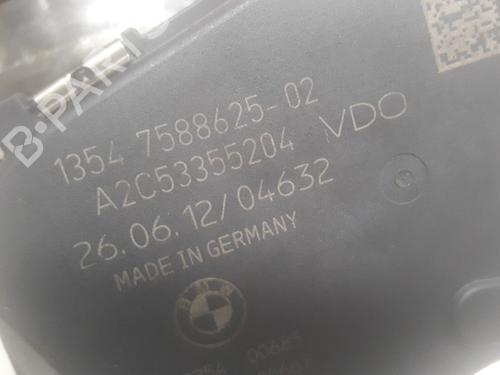 B-PARTS
1354 7588625-02
A2C53355204 VDO
26.06.12/04632
MADE IN GERMANY
BMW